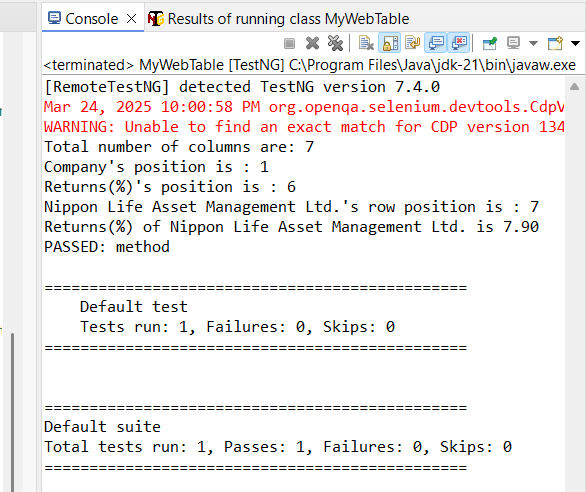 Console × Results of running class MyWebTable
<terminated> MyWebTable [TestNG] C:\Program Files\Java\jdk-21\bin\javaw.exe
[RemoteTestNG] detected TestNG version 7.4.0
Mar 24, 2025 10:00:58 PM org.openqa.selenium.devtools.CdpV
WARNING: Unable to find an exact match for CDP version 134
Total number of columns are: 7
Company's position is : 1
Returns(%)'s position is : 6
Nippon Life Asset Management Ltd.'s row position is : 7
Returns(%) of Nippon Life Asset Management Ltd. is 7.90
PASSED: method
===============================================
Default test
Tests run: 1, Failures: 0, Skips: 0
===============================================
===============================================
Default suite
Total tests run: 1, Passes: 1, Failures: 0, Skips: 0
===============================================